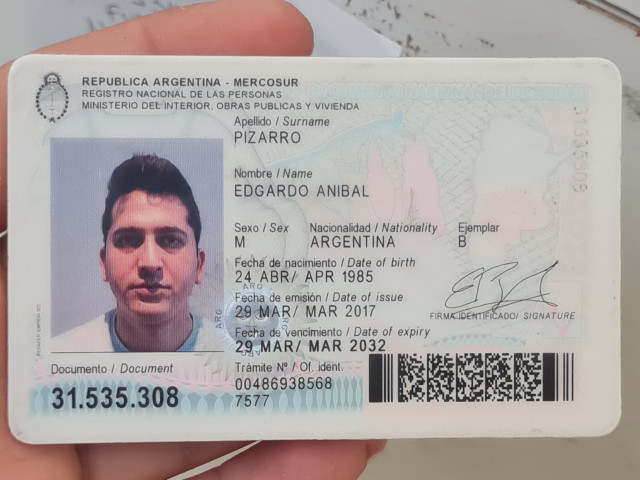 REPUBLICA ARGENTINA - MERCOSUR
REGISTRO NACIONAL DE LAS PERSONAS
MINISTERIO DEL INTERIOR, OBRAS PUBLICAS Y VIVIENDA
Apellido / Surname
PIZARRO
Nombre / Name
EDGARDO ANIBAL
Sexo / Sex Nacionalidad / Nationality Ejemplar
M ARGENTINA B
Fecha de nacimiento / Date of birth
24 ABR/ APR 1985
Fecha de emisión / Date of issue
29 MAR/ MAR 2017
FIRMA IDENTIFICADO/ SIGNATURE
Fecha de vencimiento / Date of expiry
29 MAR/ MAR 2032
Documento / Document
31.535.308
Trámite Nº / Of. ident.
00486938568
7577
ARG
ARG
ARG